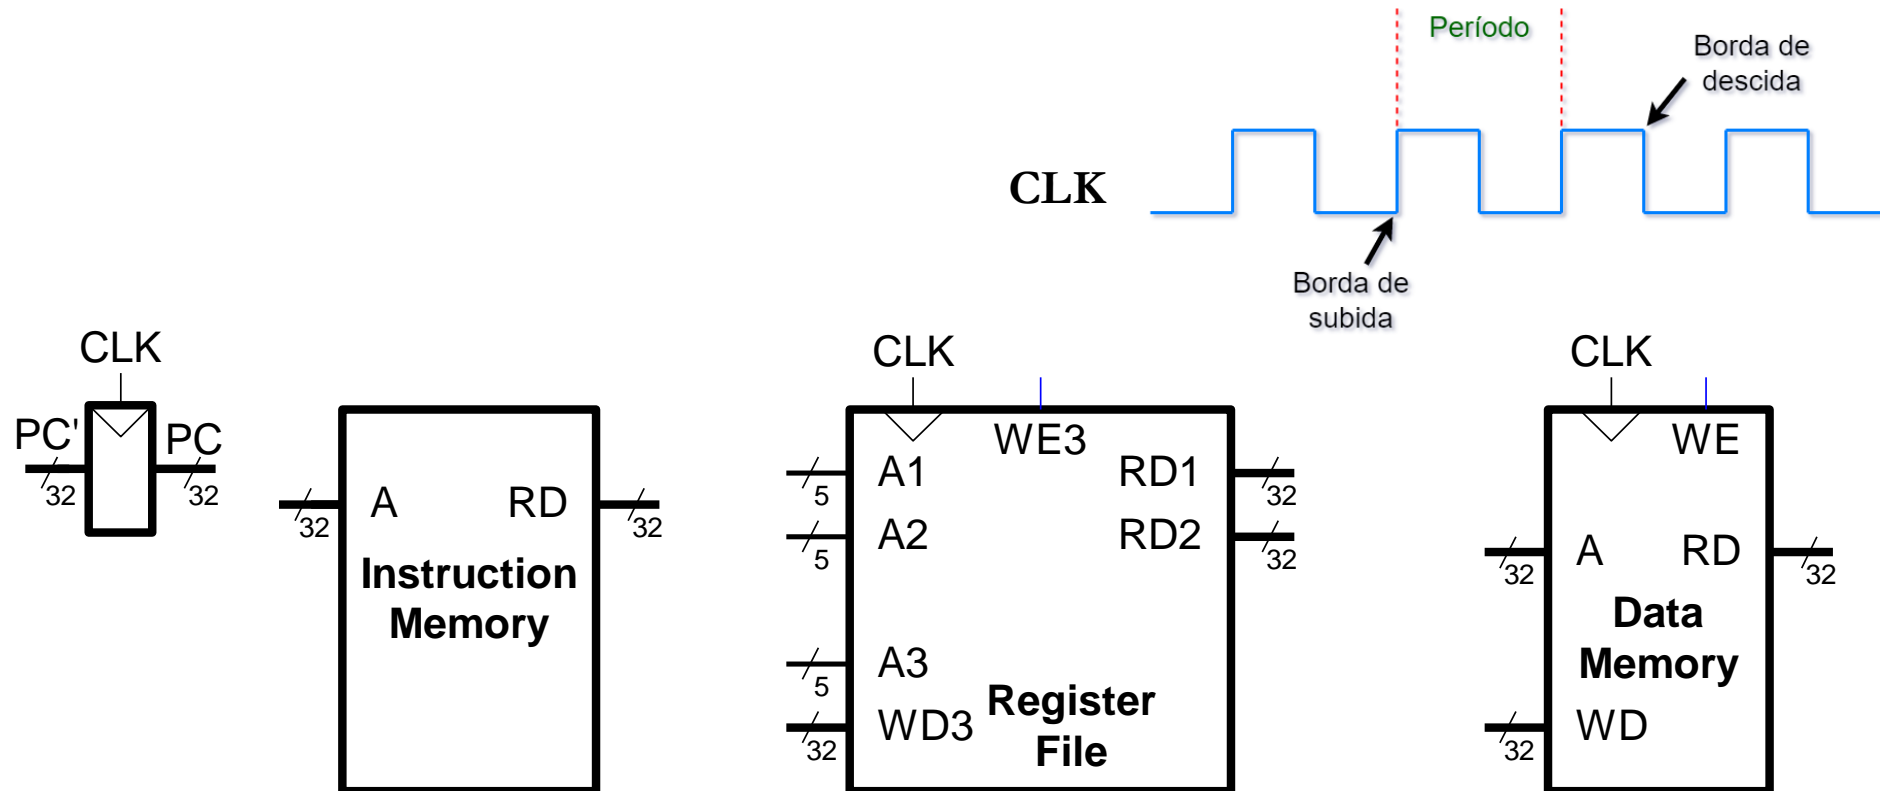 Período
Borda de
descida
CLK
Borda de
subida
CLK
PC'
PC
32
32
A
RD
32
32
Instruction
Memory
CLK
WE3
A1
RD1
5
32
A2
RD2
5
32
A3
5
WD3
32
Register
File
CLK
WE
A
RD
32
32
Data
Memory
WD
32